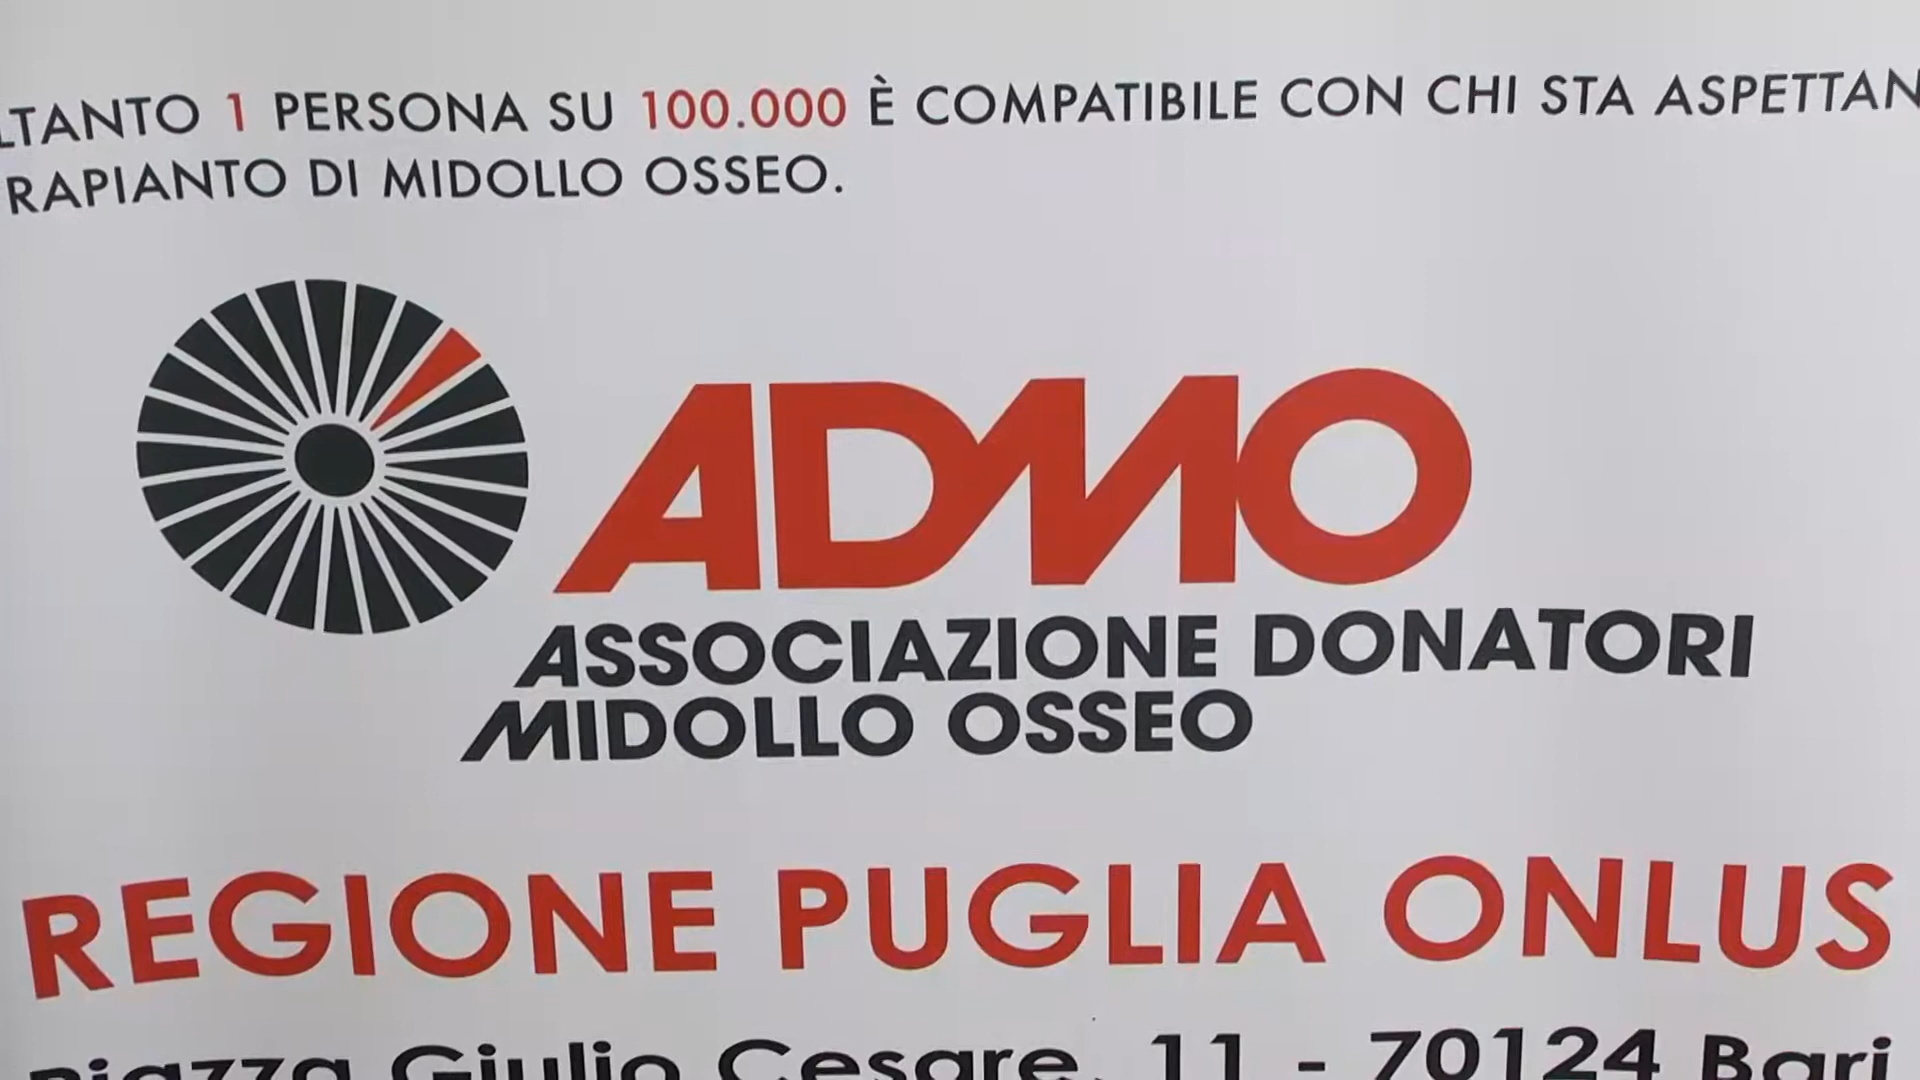 LTANTO 1 PERSONA SU 100.000 È COMPATIBILE CON CHI STA ASPETTAN
RAPIANTO DI MIDOLLO OSSEO.
ADMO
ASSOCIAZIONE DONATORI
MIDOLLO OSSEO
REGIONE PUGLIA ONLUS
Piazza Giulio Cesare, 11 - 70124 Bari